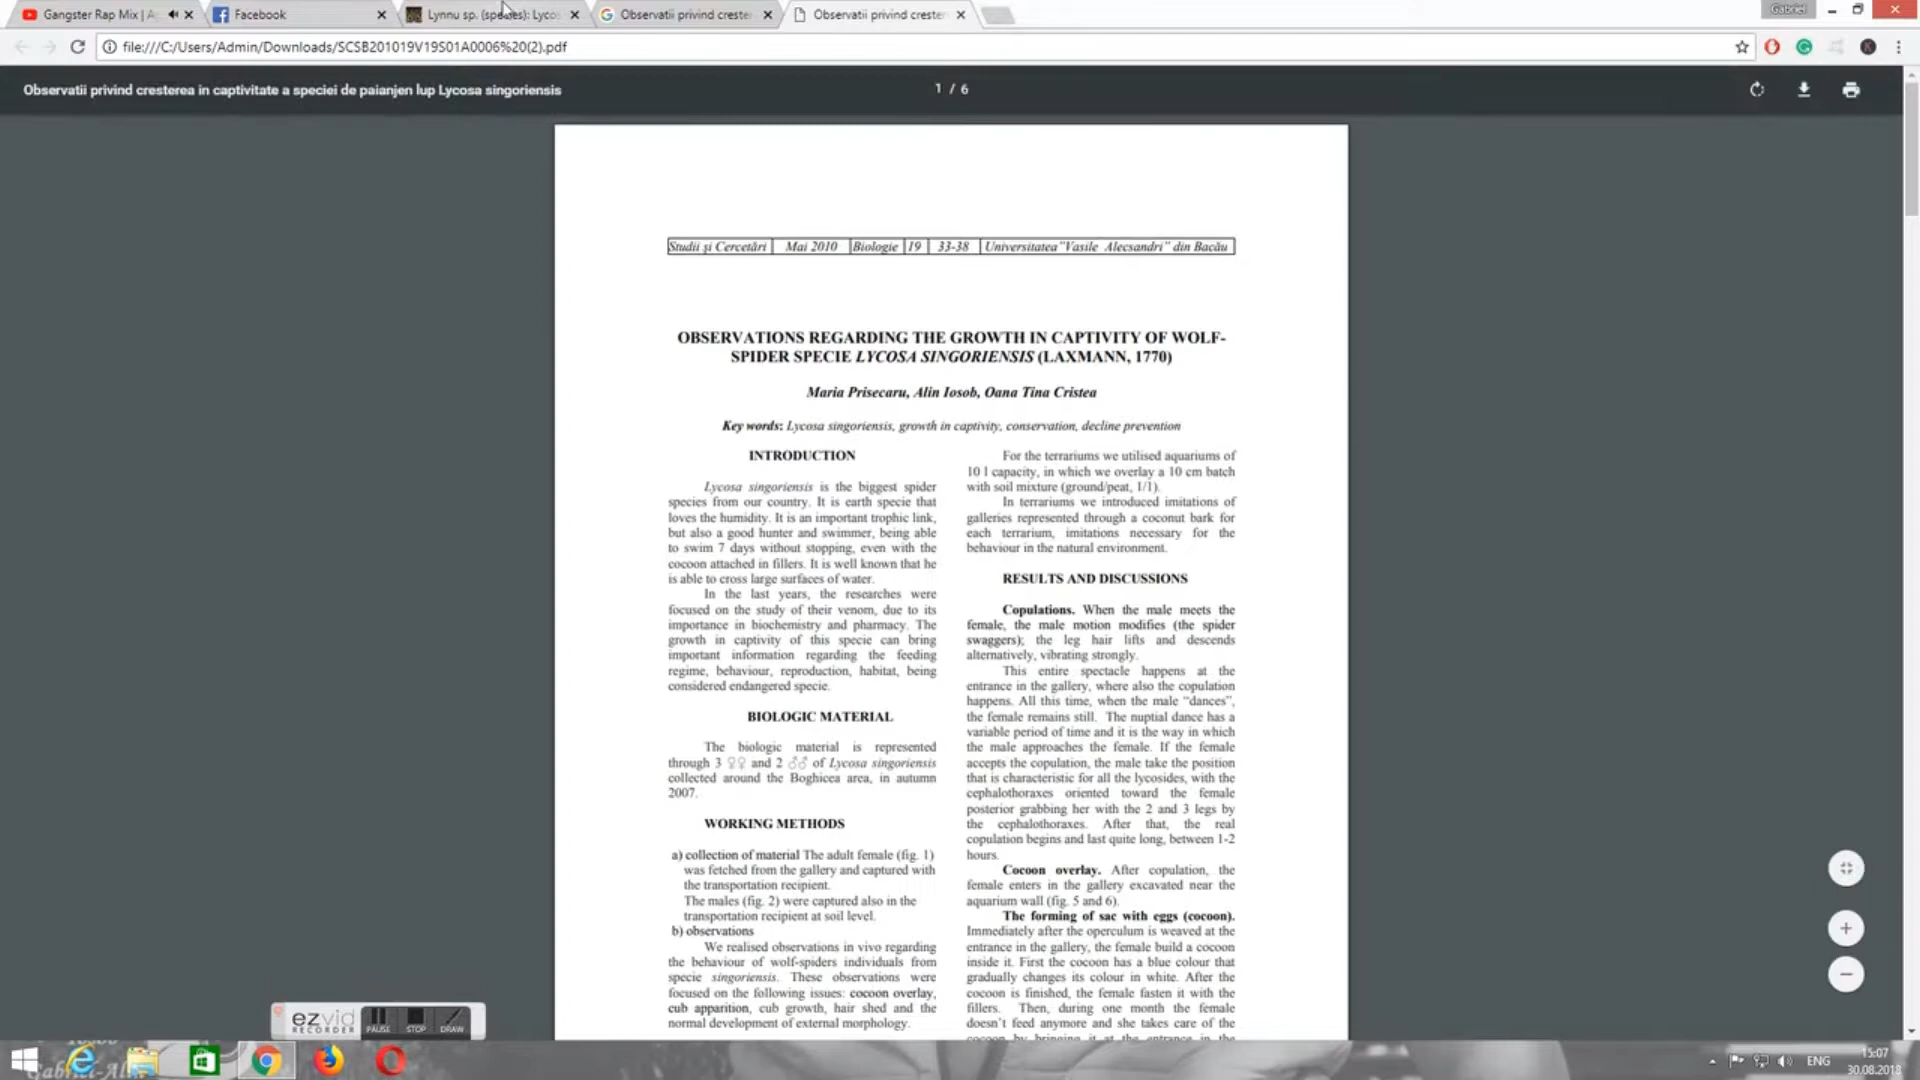 Gangster Rap Mix | A
Facebook
Lynnu sp. (species): Lyco
Observatii privind creste
Observatii privind creste
Gabriel
file:///C:/Users/Admin/Downloads/SCSB201019V19S01A0006%20(2).pdf
K
Observatii privind cresterea in captivitate a speciei de paianjen lup Lycosa singoriensis
1 / 6
Studii şi Cercetări Mai 2010 Biologie 19 33-38 Universitatea"Vasile Alecsandri" din Bacău
OBSERVATIONS REGARDING THE GROWTH IN CAPTIVITY OF WOLF-
SPIDER SPECIE LYCOSA SINGORIENSIS (LAXMANN, 1770)
Maria Prisecaru, Alin Iosob, Oana Tina Cristea
Key words: Lycosa singoriensis, growth in captivity, conservation, decline prevention
INTRODUCTION
Lycosa singoriensis is the biggest spider
species from our country. It is earth specie that
loves the humidity. It is an important trophic link,
but also a good hunter and swimmer, being able
to swim 7 days without stopping, even with the
cocoon attached in fillers. It is well known that he
is able to cross large surfaces of water.
In the last years, the researches were
focused on the study of their venom, due to its
importance in biochemistry and pharmacy. The
growth in captivity of this specie can bring
important information regarding the feeding
regime, behaviour, reproduction, habitat, being
considered endangered specie.
BIOLOGIC MATERIAL
The biologic material is represented
through 3 ♀♀ and 2 ♂♂ of Lycosa singoriensis
collected around the Boghicea area, in autumn
2007.
WORKING METHODS
a) collection of material The adult female (fig. 1)
was fetched from the gallery and captured with
the transportation recipient.
The males (fig. 2) were captured also in the
transportation recipient at soil level.
b) observations
We realised observations in vivo regarding
the behaviour of wolf-spiders individuals from
specie singoriensis. These observations were
focused on the following issues: cocoon overlay,
cub apparition, cub growth, hair shed and the
normal development of external morphology.
For the terrariums we utilised aquariums of
10 l capacity, in which we overlay a 10 cm batch
with soil mixture (ground/peat, 1/1).
In terrariums we introduced imitations of
galleries represented through a coconut bark for
each terrarium, imitations necessary for the
behaviour in the natural environment.
RESULTS AND DISCUSSIONS
Copulations. When the male meets the
female, the male motion modifies (the spider
swaggers); the leg hair lifts and descends
alternatively, vibrating strongly.
This entire spectacle happens at the
entrance in the gallery, where also the copulation
happens. All this time, when the male "dances",
the female remains still. The nuptial dance has a
variable period of time and it is the way in which
the male approaches the female. If the female
accepts the copulation, the male take the position
that is characteristic for all the lycosides, with the
cephalothoraxes oriented toward the female
posterior grabbing her with the 2 and 3 legs by
the cephalothoraxes. After that, the real
copulation begins and last quite long, between 1-2
hours.
Cocoon overlay. After copulation, the
female enters in the gallery excavated near the
aquarium wall (fig. 5 and 6).
The forming of sac with eggs (cocoon).
Immediately after the operculum is weaved at the
entrance in the gallery, the female build a cocoon
inside it. First the cocoon has a blue colour that
gradually changes its colour in white. After the
cocoon is finished, the female fasten it with the
fillers. Then, during one month the female
doesn't feed anymore and she takes care of the
cocoon by bringing it at the entrance in the
ezvid
RECORDER
PAUSE
STOP
DRAW
ENG
15:07
30.08.2018